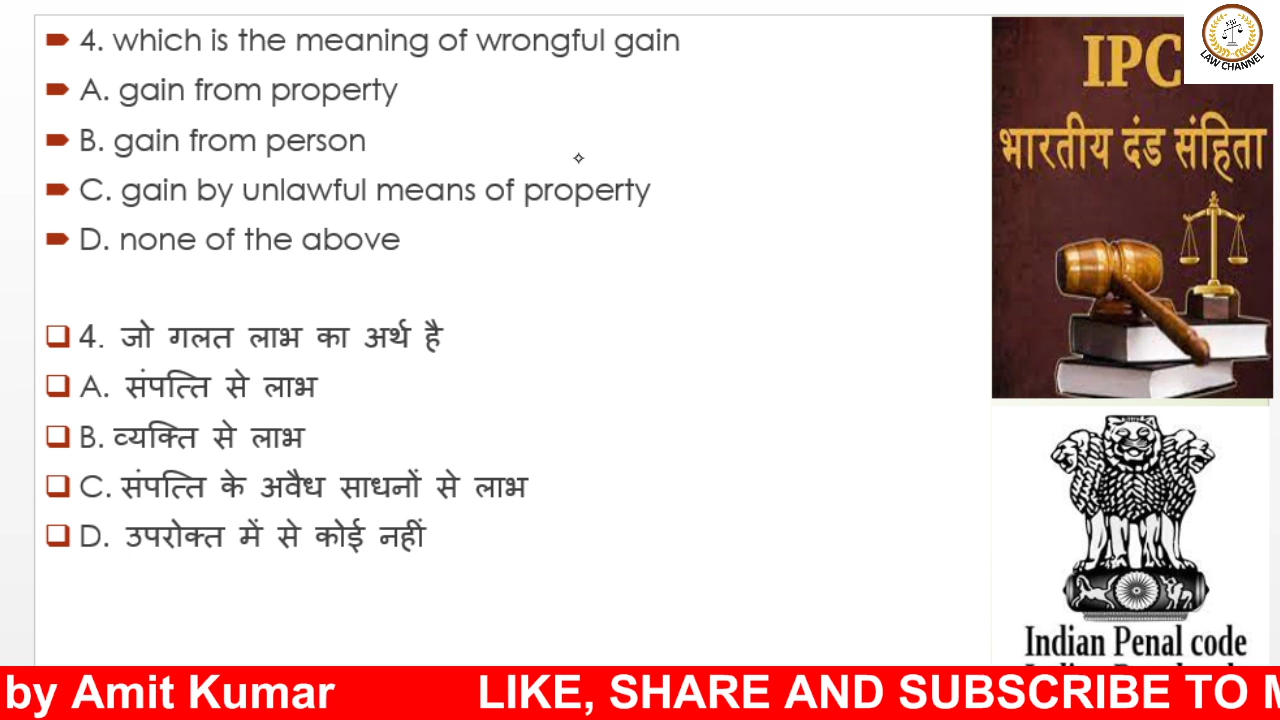 4. which is the meaning of wrongful gain
A. gain from property
B. gain from person
C. gain by unlawful means of property
D. none of the above
4. जो गलत लाभ का अर्थ है
A. संपत्ति से लाभ
B. व्यक्ति से लाभ
C. संपत्ति के अवैध साधनों से लाभ
D. उपरोक्त में से कोई नहीं
IPC
भारतीय दंड संहिता
LAW CHANNEL
Indian Penal code
by Amit Kumar LIKE, SHARE AND SUBSCRIBE TO